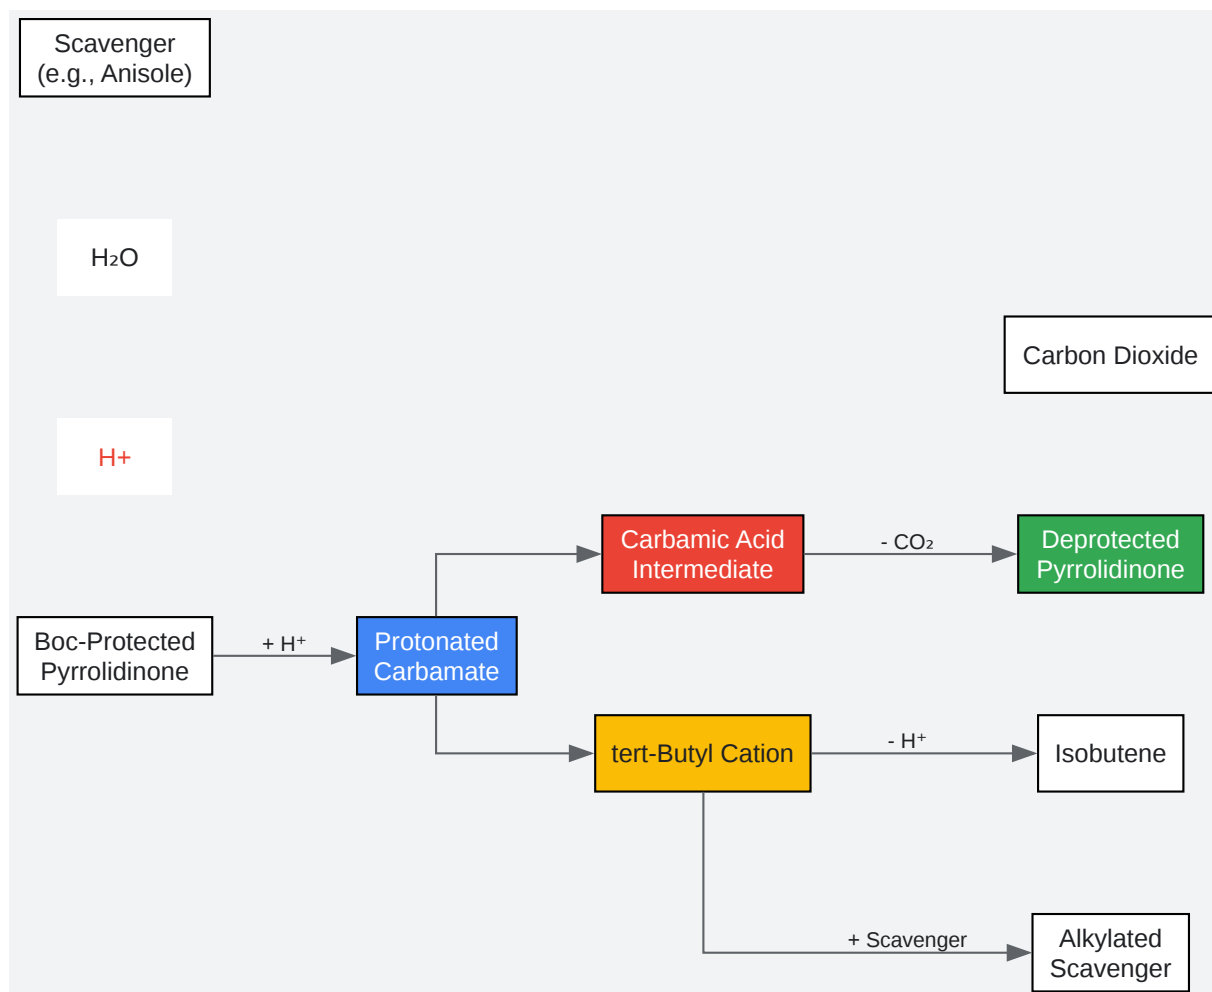 Scavenger
(e.g., Anisole)
H₂O
Carbon Dioxide
H+
Carbamic Acid
Intermediate
- CO₂
Deprotected
Pyrrolidinone
Boc-Protected
Pyrrolidinone
+ H⁺
Protonated
Carbamate
tert-Butyl Cation
- H⁺
Isobutene
+ Scavenger
Alkylated
Scavenger